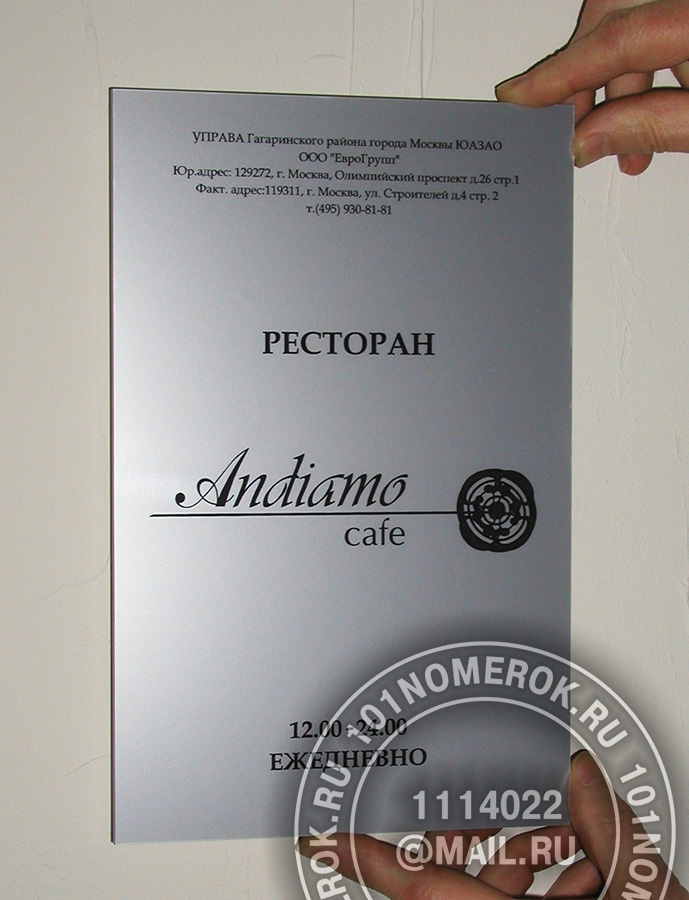 УПРАВА Гагаринского района города Москвы ЮАЗАО
ООО "ЕвроГрупп"
Юр.адрес: 129272, г. Москва, Олимпийский проспект д.26 стр.1
Факт. адрес:119311, г. Москва, ул. Строителей д.4 стр. 2
т.(495) 930-81-81
РЕСТОРАН
Andiamo
cafe
12.00 - 24.00
ЕЖЕДНЕВНО
101NOMEROK.RU 101NOMEROK.RU
1114022
@MAIL.RU